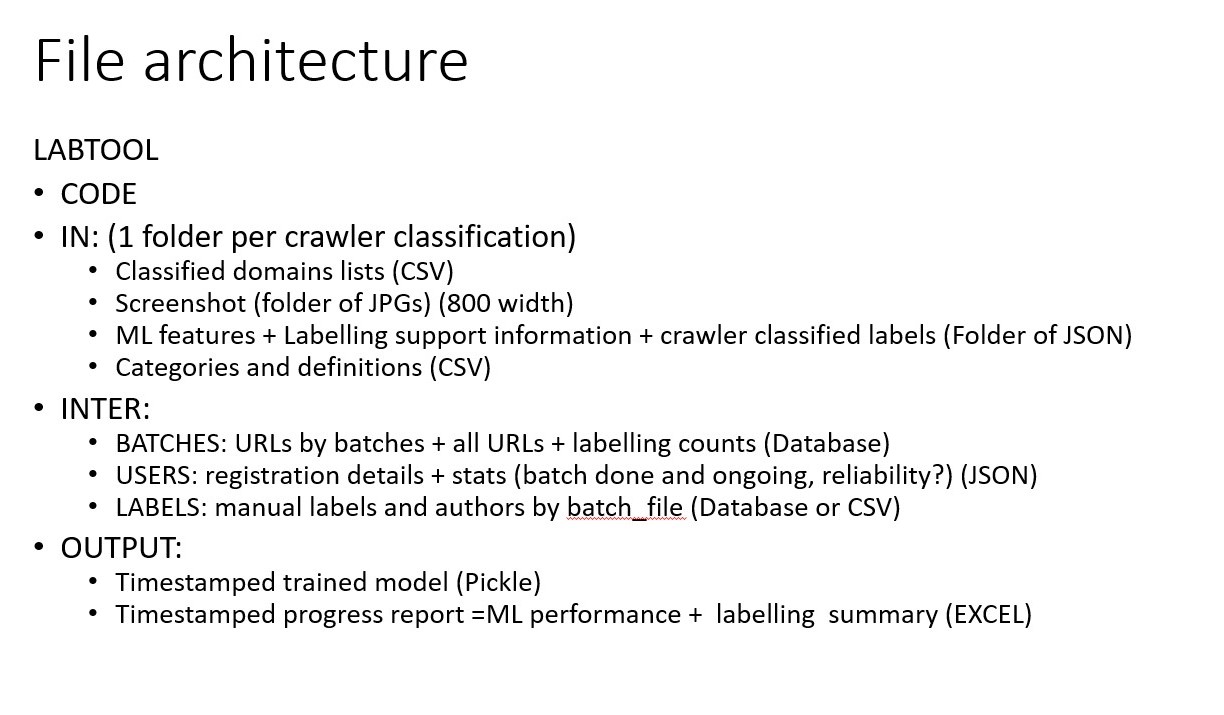 File architecture
LABTOOL
• CODE
• IN: (1 folder per crawler classification)
• Classified domains lists (CSV)
• Screenshot (folder of JPGs) (800 width)
• ML features + Labelling support information + crawler classified labels (Folder of JSON)
• Categories and definitions (CSV)
• INTER:
• BATCHES: URLs by batches + all URLs + labelling counts (Database)
• USERS: registration details + stats (batch done and ongoing, reliability?) (JSON)
• LABELS: manual labels and authors by batch_file (Database or CSV)
• OUTPUT:
• Timestamped trained model (Pickle)
• Timestamped progress report =ML performance +  labelling  summary (EXCEL)